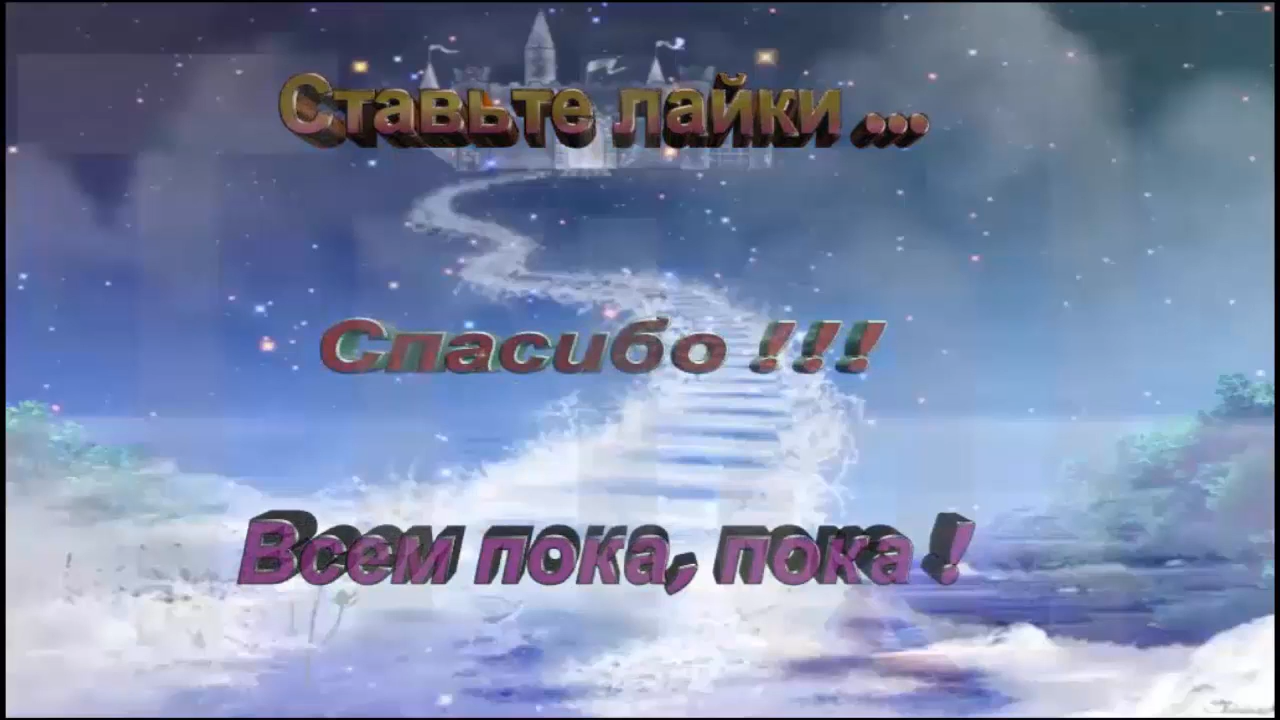 Ставьте лайки ...
Спасибо !!!
Всем пока, пока !